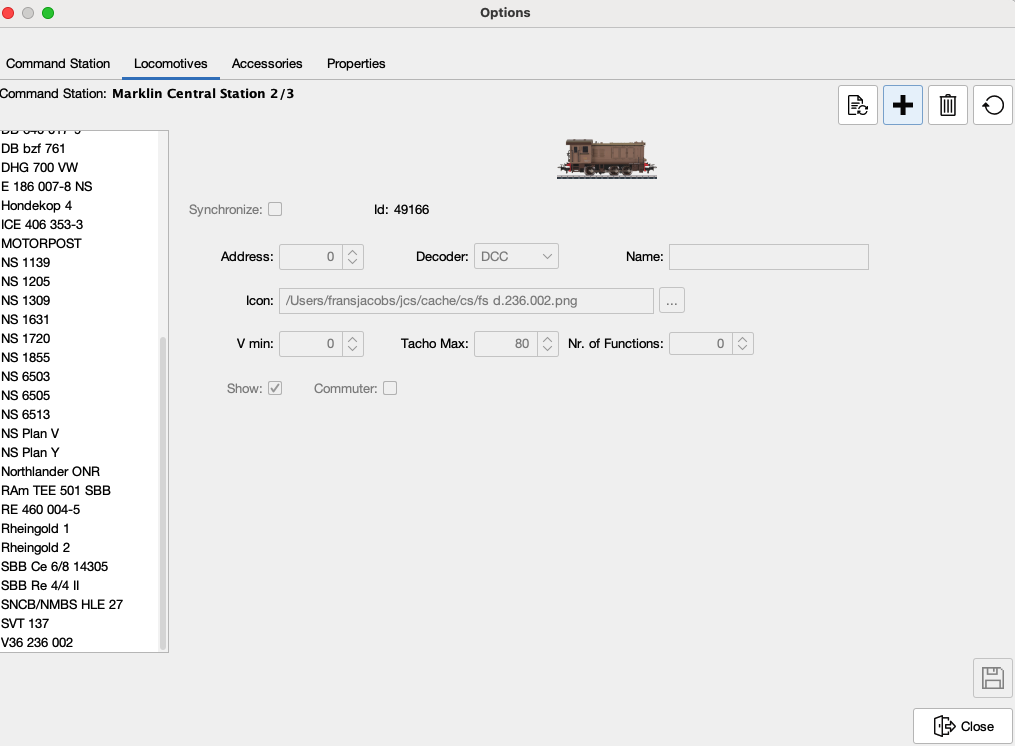 Options
Command Station Locomotives Accessories Properties
Command Station: Marklin Central Station 2/3
DB bzf 761
DHG 700 VW
E 186 007-8 NS
Hondekop 4
ICE 406 353-3
MOTORPOST
NS 1139
NS 1205
NS 1309
NS 1631
NS 1720
NS 1855
NS 6503
NS 6505
NS 6513
NS Plan V
NS Plan Y
Northlander ONR
RAm TEE 501 SBB
RE 460 004-5
Rheingold 1
Rheingold 2
SBB Ce 6/8 14305
SBB Re 4/4 II
SNCB/NMBS HLE 27
SVT 137
V36 236 002
Synchronize: Id: 49166
Address: 0 Decoder: DCC Name:
Icon: /Users/fransjacobs/jcs/cache/cs/fs d.236.002.png ...
V min: 0 Tacho Max: 80 Nr. of Functions: 0
Show: Commuter:
Close